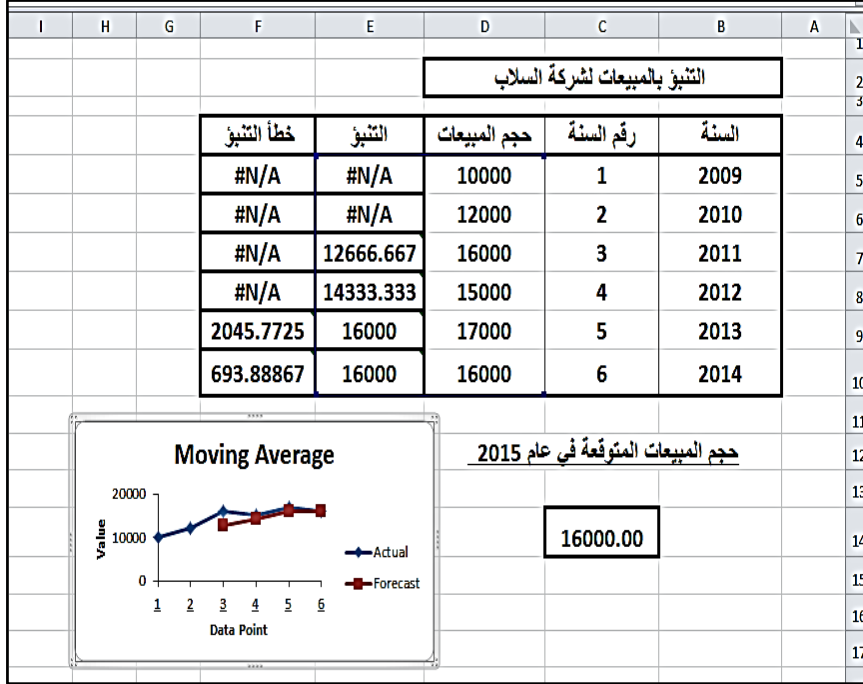 I H G F E D C B A
1
التنبؤ بالمبيعات لشركة السلاب 2
3
السنة رقم السنة حجم المبيعات التنبؤ خطأ التنبؤ 4
2009 1 10000 #N/A #N/A 5
2010 2 12000 #N/A #N/A 6
2011 3 16000 12666.667 #N/A 7
2012 4 15000 14333.333 #N/A 8
2013 5 17000 16000 2045.7725 9
2014 6 16000 16000 693.88867 10
11
حجم المبيعات المتوقعة في عام 2015 12
13
16000.00 14
15
16
17
Moving Average
Value
20000
10000
0
1 2 3 4 5 6
Data Point
Actual
Forecast